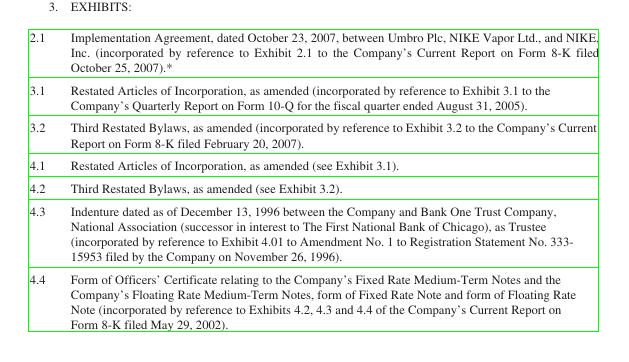 3. EXHIBITS:
2.1 Implementation Agreement, dated October 23, 2007, between Umbro Plc, NIKE Vapor Ltd., and NIKE,
Inc. (incorporated by reference to Exhibit 2.1 to the Company's Current Report on Form 8-K filed
October 25, 2007).*
3.1 Restated Articles of Incorporation, as amended (incorporated by reference to Exhibit 3.1 to the
Company's Quarterly Report on Form 10-Q for the fiscal quarter ended August 31, 2005).
3.2 Third Restated Bylaws, as amended (incorporated by reference to Exhibit 3.2 to the Company's Current
Report on Form 8-K filed February 20, 2007).
4.1 Restated Articles of Incorporation, as amended (see Exhibit 3.1).
4.2 Third Restated Bylaws, as amended (see Exhibit 3.2).
4.3 Indenture dated as of December 13, 1996 between the Company and Bank One Trust Company,
National Association (successor in interest to The First National Bank of Chicago), as Trustee
(incorporated by reference to Exhibit 4.01 to Amendment No. 1 to Registration Statement No. 333-
15953 filed by the Company on November 26, 1996).
4.4 Form of Officers' Certificate relating to the Company's Fixed Rate Medium-Term Notes and the
Company's Floating Rate Medium-Term Notes, form of Fixed Rate Note and form of Floating Rate
Note (incorporated by reference to Exhibits 4.2, 4.3 and 4.4 of the Company's Current Report on
Form 8-K filed May 29, 2002).